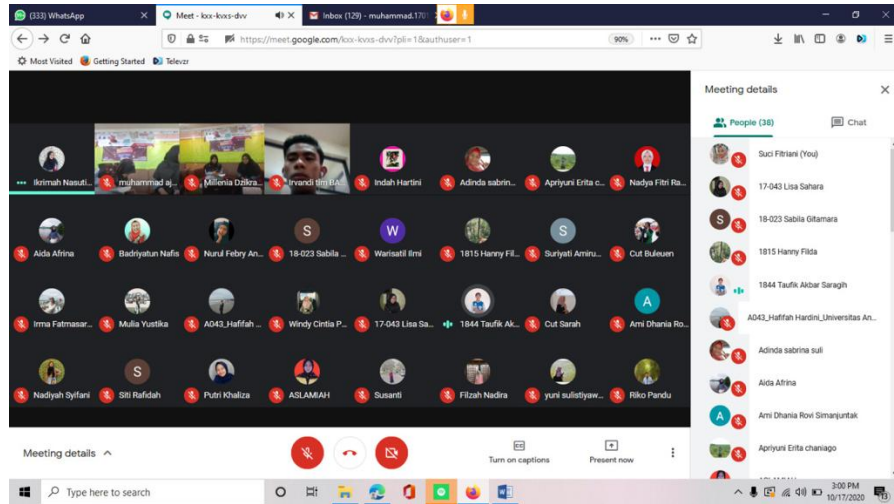 (333) WhatsApp
Meet - kxx-kvxs-dvv
Inbox (129) - muhammad.170
https://meet.google.com/kxx-kvxs-dvv?pli=1&authuser=1
90%
Most Visited Getting Started Televzr
Meeting details
People (38) Chat
Suci Fitriani (You)
17-043 Lisa Sahara
18-023 Sabila Gitamara
1815 Hanny Filda
1844 Taufik Akbar Saragih
A043_Hafifah Hardini_Universitas An...
Adinda sabrina suli
Aida Afrina
Ami Dhania Rovi Simanjuntak
Apriyuni Erita chaniago
Ikrimah Nasuti... muhammad aj... Millenia Dzikra... Irvandi tim BA... Indah Hartini Adinda sabrin... Apriyuni Erita c... Nadya Fitri Ra...
S W S
Aida Afrina Badriyatun Nafis Nurul Febry An... 18-023 Sabila ... Warisatil Ilmi 1815 Hanny Fil... Suriyati Amiru... Cut Buleuen
A
Irma Fatmasar... Mulia Yustika A043_Hafifah ... Windy Cintia P... 17-043 Lisa Sa... 1844 Taufik Ak... Cut Sarah Ami Dhania Ro...
S
Nadiyah Syifani Siti Rafidah Putri Khaliza ASLAMIAH Susanti Filzah Nadira yuni sulistiyaw... Riko Pandu
Meeting details
Turn on captions
Present now
Type here to search
3:00 PM
10/17/2020